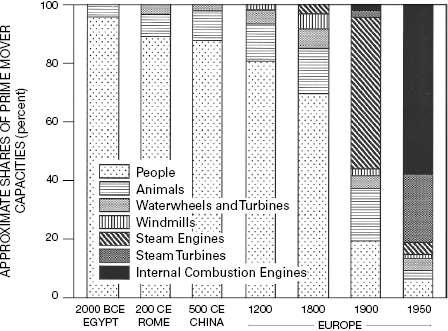 APPROXIMATE SHARES OF PRIME MOVER
CAPACITIES (percent)
100
80
60
40
20
0
People
Animals
Waterwheels and Turbines
Windmills
Steam Engines
Steam Turbines
Internal Combustion Engines
2000 BCE 200 CE 500 CE 1200 1800 1900 1950
EGYPT ROME CHINA EUROPE